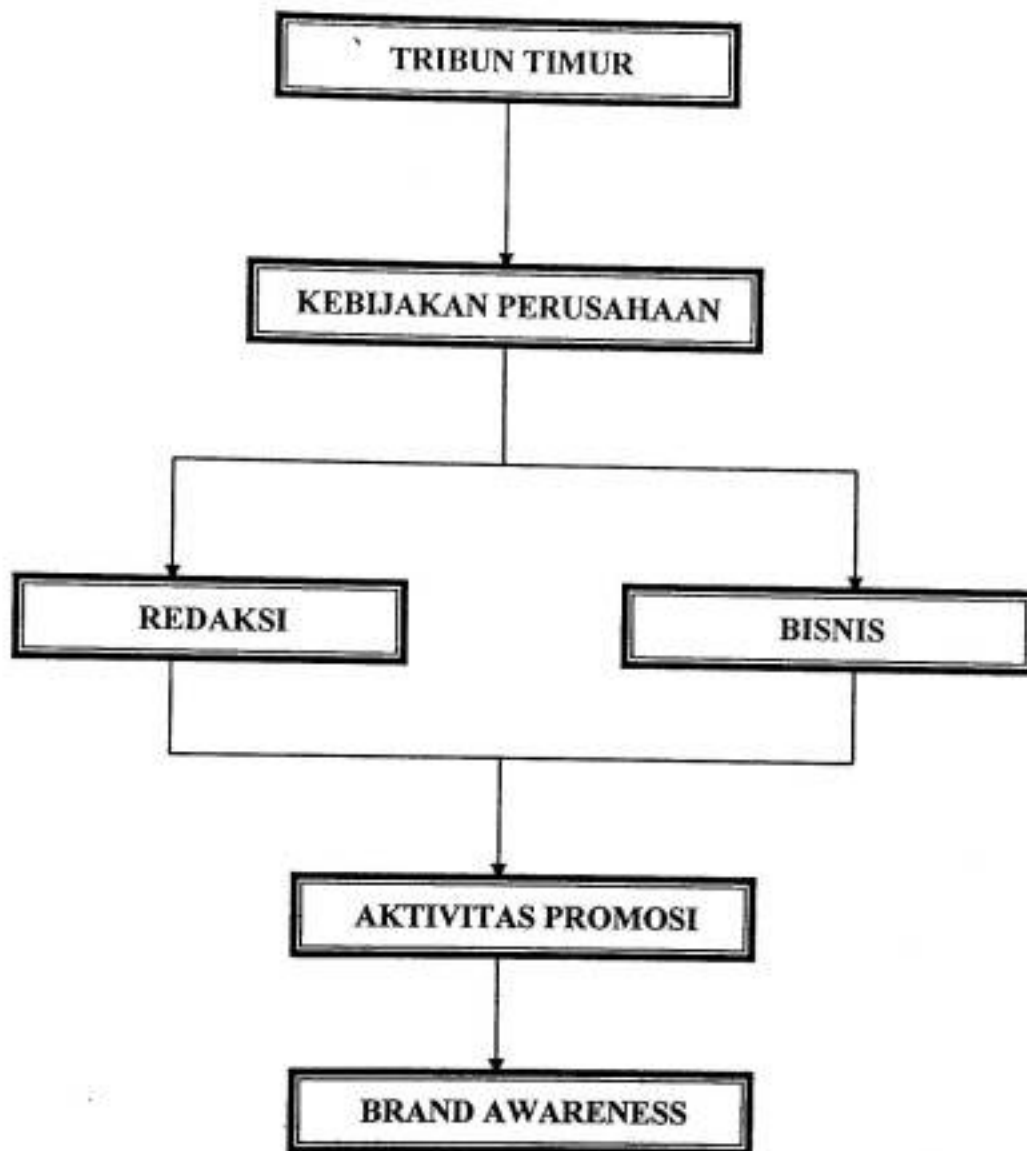 TRIBUN TIMUR
KEBIJAKAN PERUSAHAAN
REDAKSI
BISNIS
AKTIVITAS PROMOSI
BRAND AWARENESS